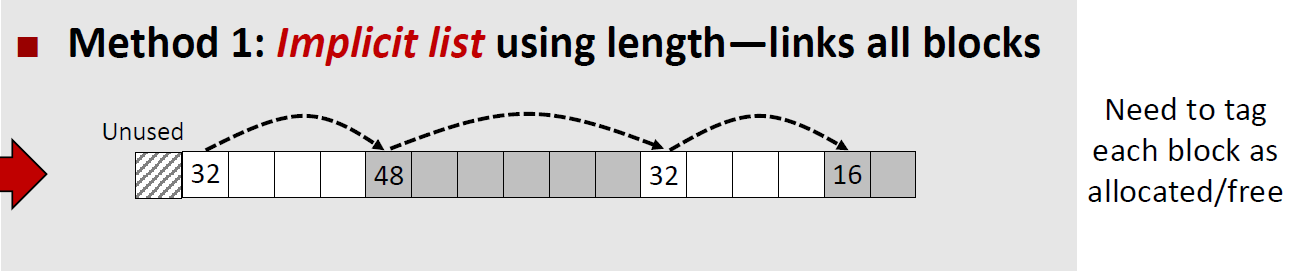 Method 1: Implicit list using length—links all blocks
Unused
32 48 32 16
Need to tag
each block as
allocated/free